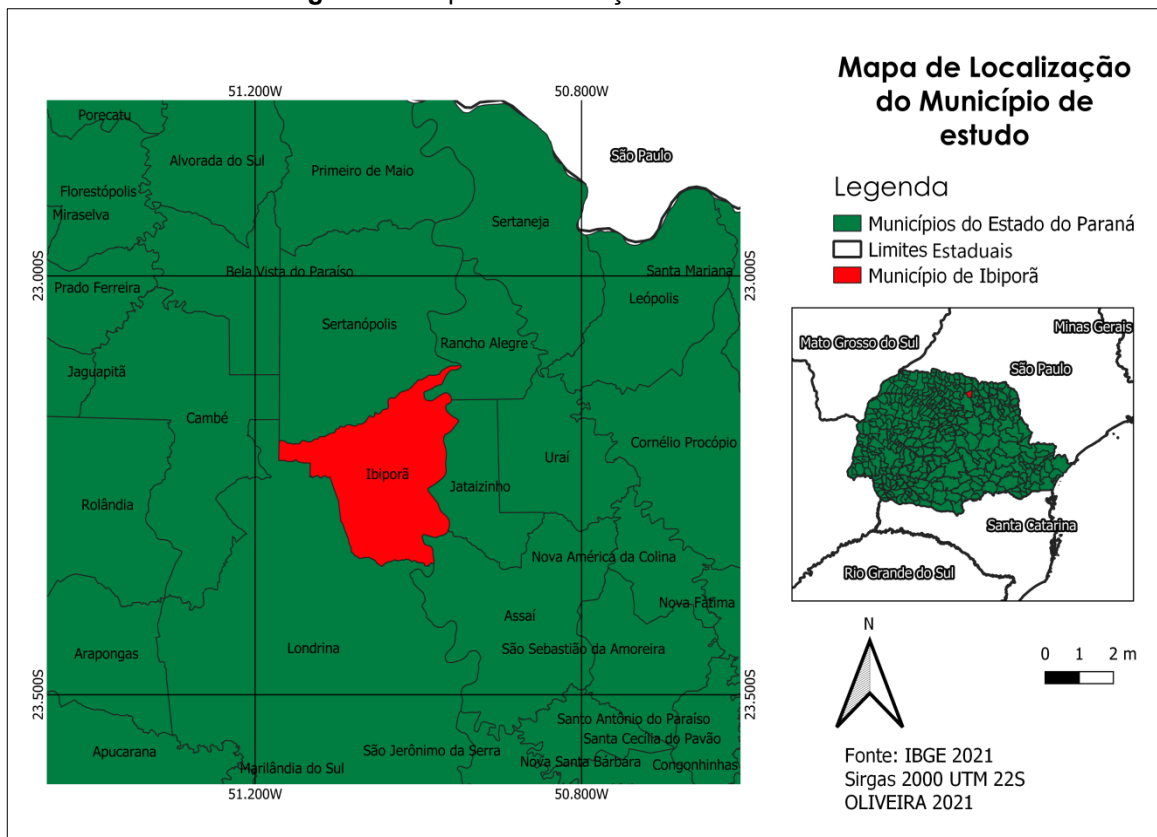 Mapa de Localização
do Município de
estudo
Legenda
Municípios do Estado do Paraná
Limites Estaduais
Município de Ibiporã
51.200W
50.800W
Porecatu
Alvorada do Sul
Primeiro de Maio
São Paulo
Florestópolis
Miraselva
Sertaneja
23.000S
23.000S
Bela Vista do Paraíso
Santa Mariana
Prado Ferreira
Leópolis
Sertanópolis
Rancho Alegre
Jaguapitã
Cambé
Cornélio Procópio
Uraí
Ibiporã
Jataizinho
Rolândia
Nova América da Colina
Nova Fátima
Assaí
Londrina
São Sebastião da Amoreira
Arapongas
23.500S
23.500S
Santo Antônio do Paraíso
Santa Cecília do Pavão
Apucarana
São Jerônimo da Serra
Nova Santa Bárbara
Congonhinhas
Marilândia do Sul
51.200W
50.800W
Minas Gerais
Mato Grosso do Sul
São Paulo
Santa Catarina
Rio Grande do Sul
N
0 1 2 m
Fonte: IBGE 2021
Sirgas 2000 UTM 22S
OLIVEIRA 2021